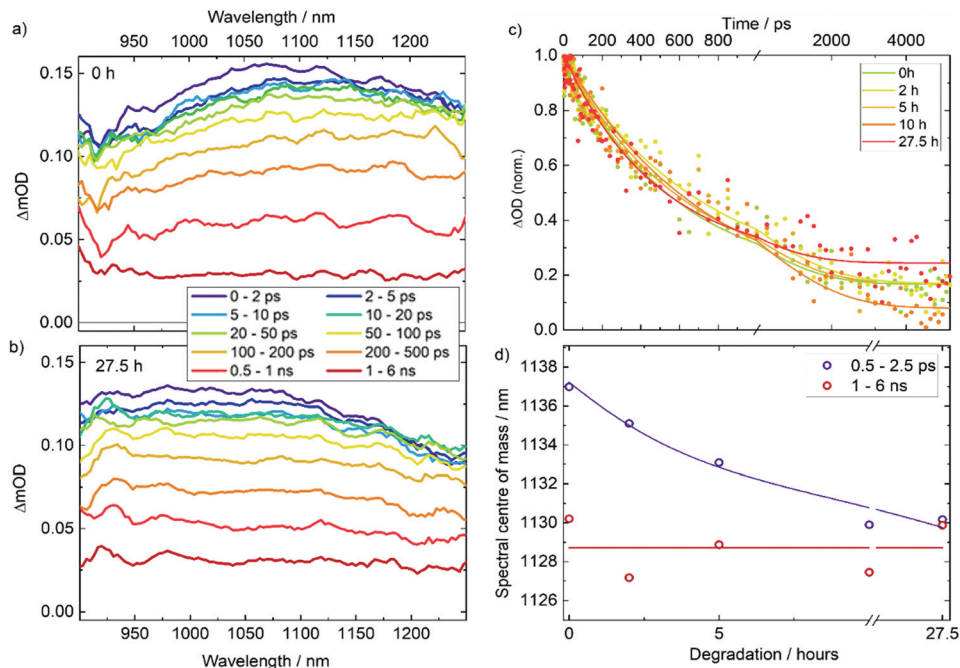 a)
Wavelength / nm
950 1000 1050 1100 1150 1200
0.15
0.10
0.05
0.00
ΔmOD
0 h
0 - 2 ps 2 - 5 ps
5 - 10 ps 10 - 20 ps
20 - 50 ps 50 - 100 ps
100 - 200 ps 200 - 500 ps
0.5 - 1 ns 1 - 6 ns
b)
27.5 h
0.15
0.10
0.05
0.00
ΔmOD
950 1000 1050 1100 1150 1200
Wavelength / nm
c)
Time / ps
0 200 400 600 800 2000 4000
1.0
0.8
0.6
0.4
0.2
0.0
ΔOD (norm.)
0h
2 h
5 h
10 h
27.5 h
d)
0.5 - 2.5 ps
1 - 6 ns
1138
1136
1134
1132
1130
1128
1126
Spectral centre of mass / nm
0 5 27.5
Degradation / hours